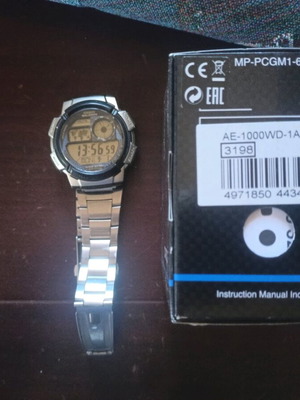 13:56 59
MP-PCGM1-6
CE
EAC
AE-1000WD-1A
3198
4971850 4434
Instruction Manual Inc